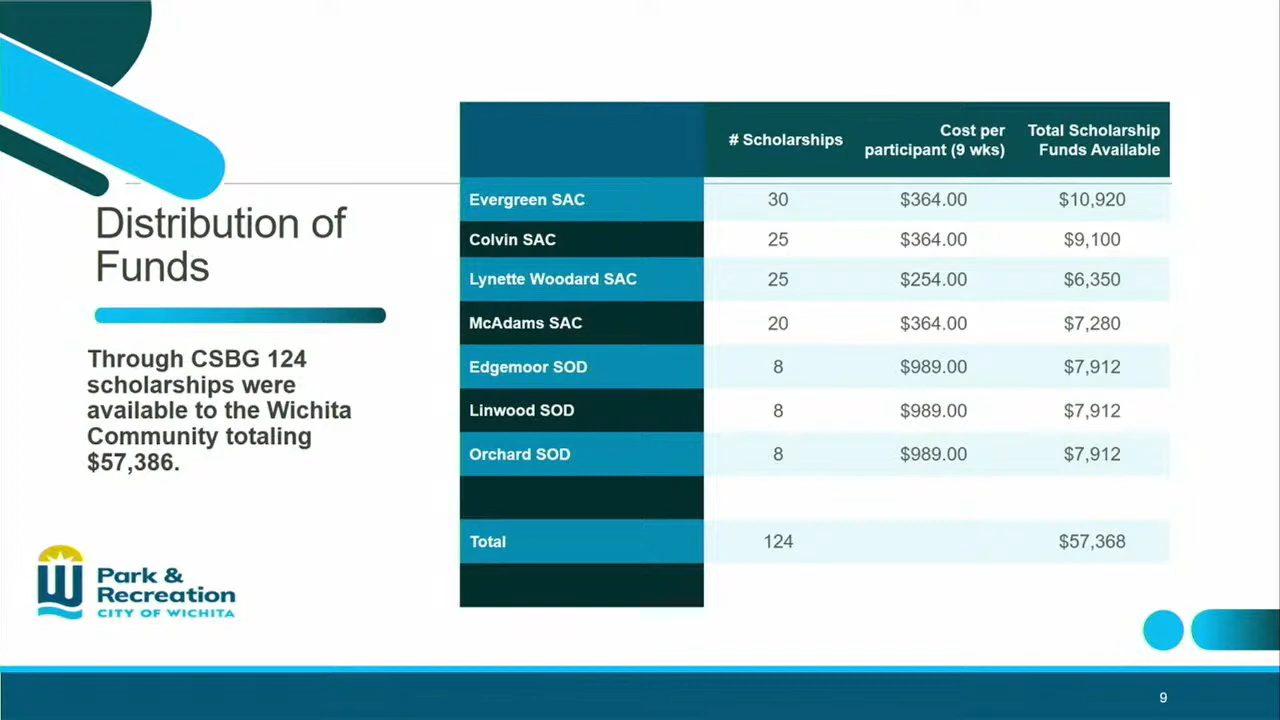 Distribution of
Funds
Through CSBG 124
scholarships were
available to the Wichita
Community totaling
$57,386.
# Scholarships Cost per participant (9 wks) Total Scholarship Funds Available
Evergreen SAC 30 $364.00 $10,920
Colvin SAC 25 $364.00 $9,100
Lynette Woodard SAC 25 $254.00 $6,350
McAdams SAC 20 $364.00 $7,280
Edgemoor SOD 8 $989.00 $7,912
Linwood SOD 8 $989.00 $7,912
Orchard SOD 8 $989.00 $7,912
Total 124 $57,368
Park &
Recreation
CITY OF WICHITA
9